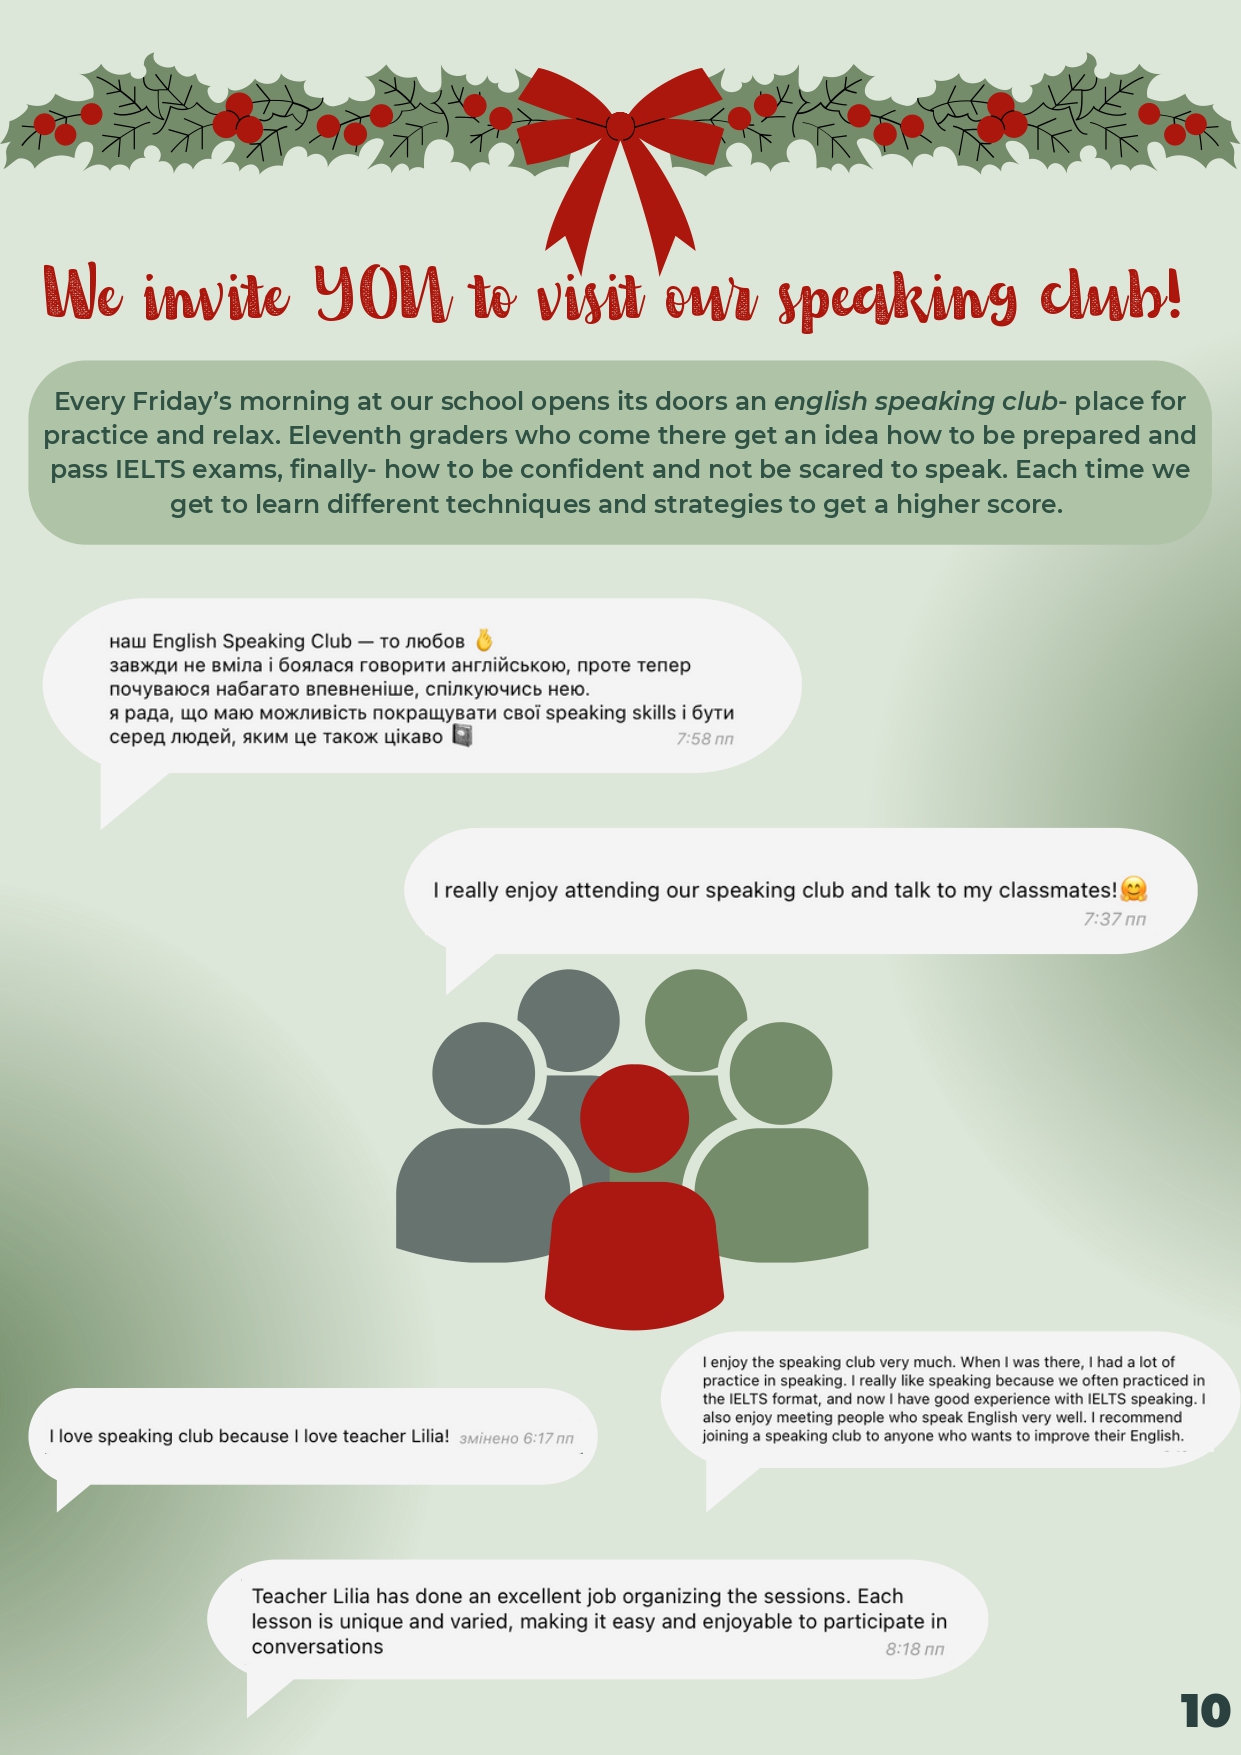 We invite YOU to visit our speaking club!
Every Friday’s morning at our school opens its doors an english speaking club- place for
practice and relax. Eleventh graders who come there get an idea how to be prepared and
pass IELTS exams, finally- how to be confident and not be scared to speak. Each time we
get to learn different techniques and strategies to get a higher score.
наш English Speaking Club — то любов 🫰
завжди не вміла і боялася говорити англійською, проте тепер
почуваюся набагато впевненіше, спілкуючись нею.
я рада, що маю можливість покращувати свої speaking skills і бути
серед людей, яким це також цікаво 📓
7:58 пп
I really enjoy attending our speaking club and talk to my classmates!🤗
7:37 пп
I enjoy the speaking club very much. When I was there, I had a lot of
practice in speaking. I really like speaking because we often practiced in
the IELTS format, and now I have good experience with IELTS speaking. I
also enjoy meeting people who speak English very well. I recommend
joining a speaking club to anyone who wants to improve their English.
I love speaking club because I love teacher Lilia! змінено 6:17 пп
Teacher Lilia has done an excellent job organizing the sessions. Each
lesson is unique and varied, making it easy and enjoyable to participate in
conversations
8:18 пп
10